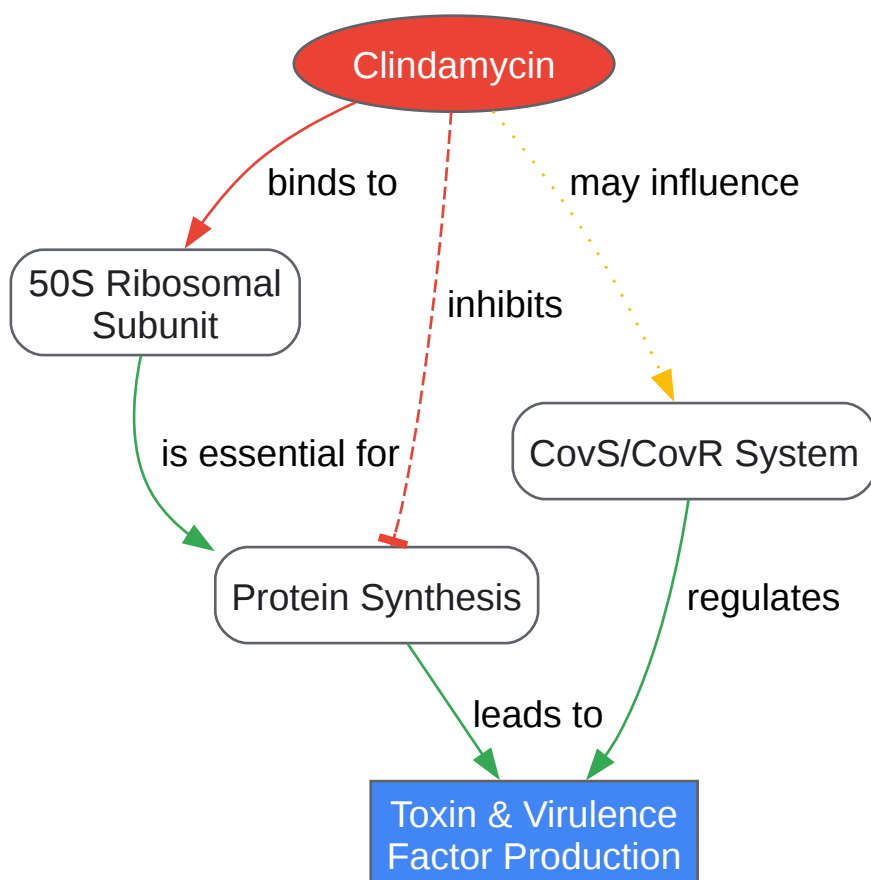 Clindamycin
binds to
may influence
50S Ribosomal
Subunit
inhibits
is essential for
CovS/CovR System
Protein Synthesis
regulates
leads to
Toxin & Virulence
Factor Production